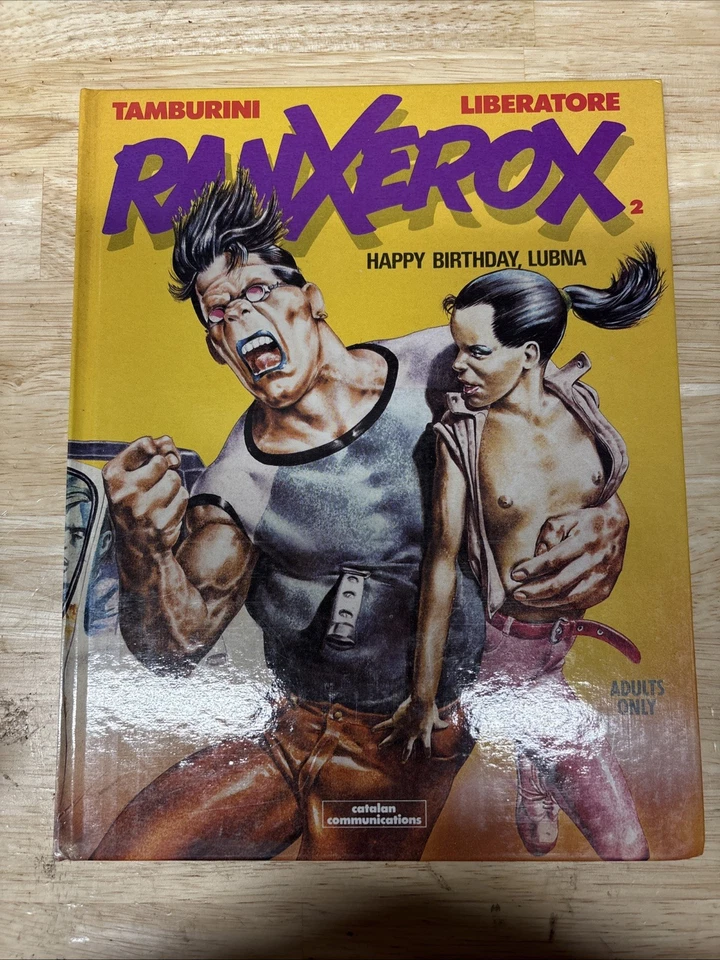 TAMBURINI
LIBERATORE
RANXEROX
2
HAPPY BIRTHDAY, LUBNA
ADULTS
ONLY
catalan
communications